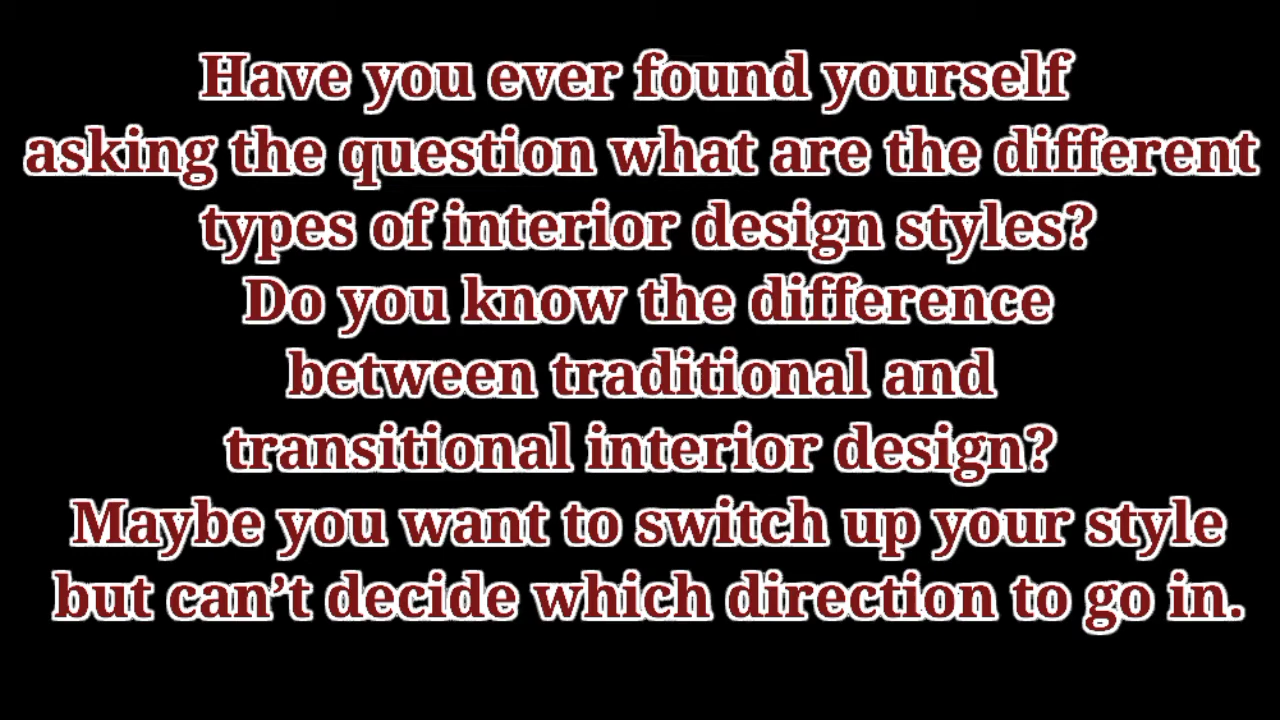 Have you ever found yourself
asking the question what are the different
types of interior design styles?
Do you know the difference
between traditional and
transitional interior design?
Maybe you want to switch up your style
but can’t decide which direction to go in.